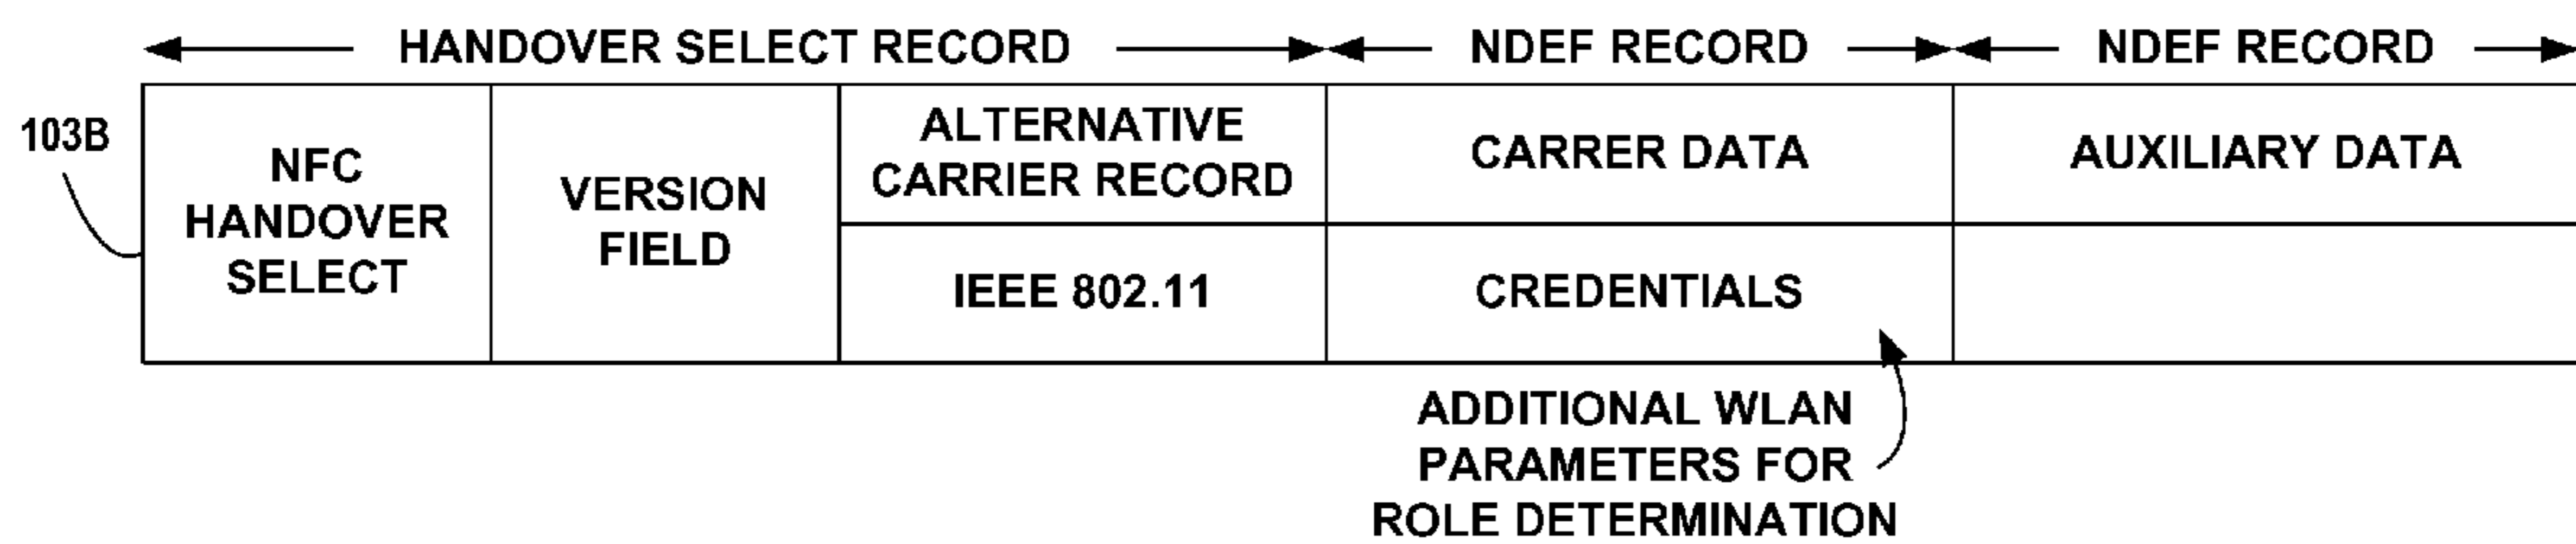 HANDOVER SELECT RECORD
NDEF RECORD
NDEF RECORD
103B
NFC
HANDOVER
SELECT
VERSION
FIELD
ALTERNATIVE
CARRIER RECORD
CARRER DATA
AUXILIARY DATA
IEEE 802.11
CREDENTIALS
ADDITIONAL WLAN
PARAMETERS FOR
ROLE DETERMINATION